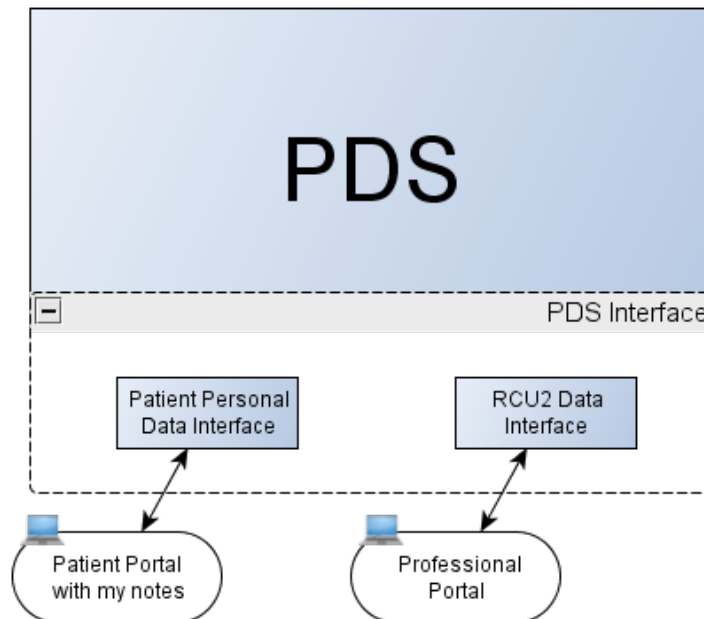 PDS
PDS Interface
Patient Personal
Data Interface
RCU2 Data
Interface
Patient Portal
with my notes
Professional
Portal